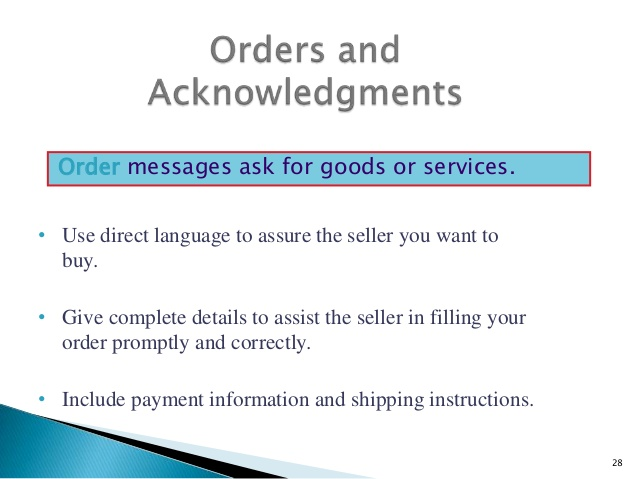 Orders and
Acknowledgments
Order messages ask for goods or services.
• Use direct language to assure the seller you want to
buy.
• Give complete details to assist the seller in filling your
order promptly and correctly.
• Include payment information and shipping instructions.
28